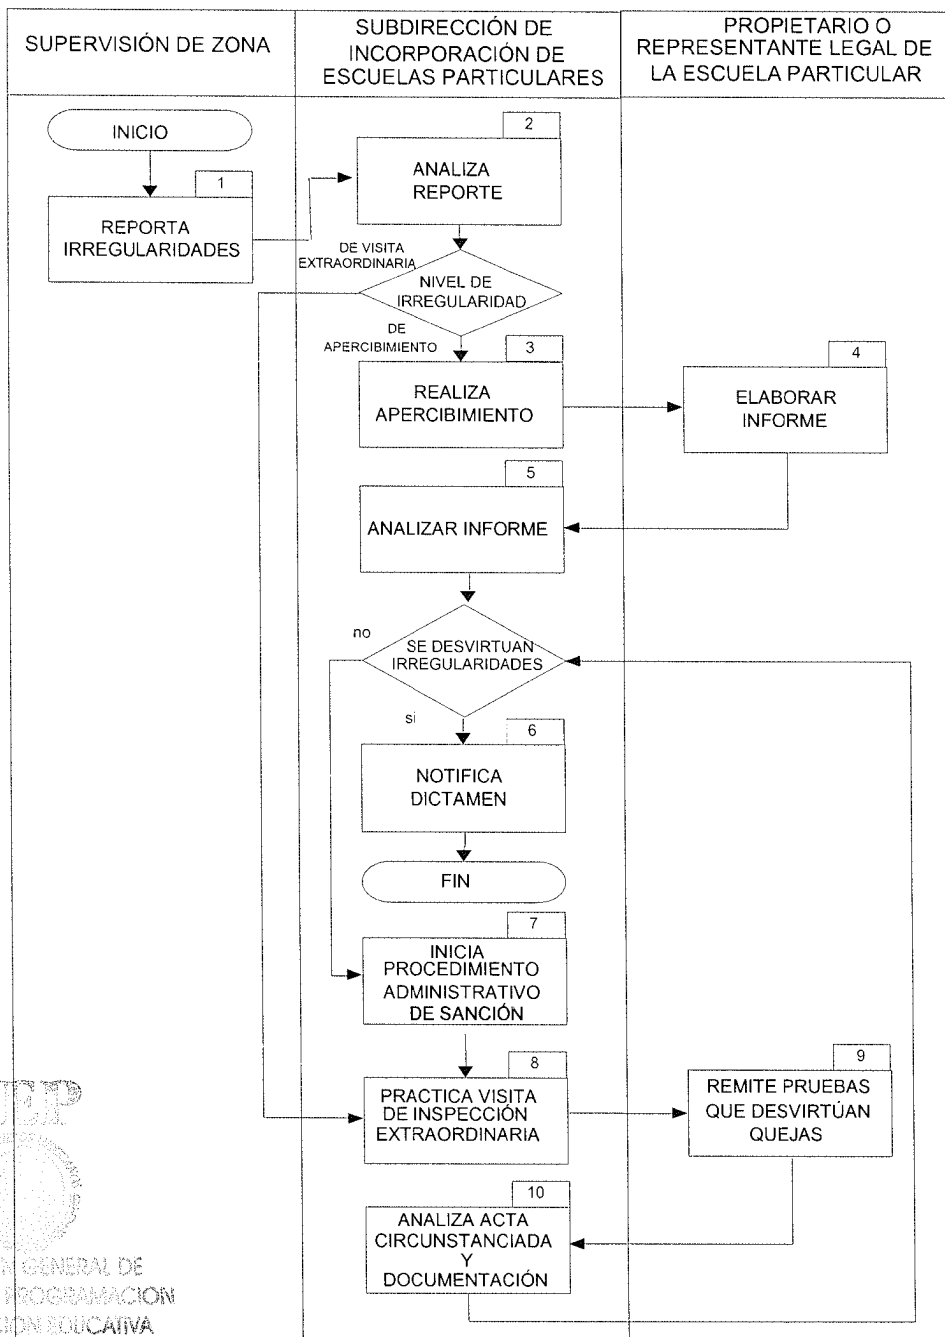 SUPERVISIÓN DE ZONA
SUBDIRECCIÓN DE
INCORPORACIÓN DE
ESCUELAS PARTICULARES
PROPIETARIO O
REPRESENTANTE LEGAL DE
LA ESCUELA PARTICULAR
INICIO
1
REPORTA
IRREGULARIDADES
2
ANALIZA
REPORTE
DE VISITA
EXTRAORDINARIA
NIVEL DE
IRREGULARIDAD
DE
APERCIBIMIENTO
3
REALIZA
APERCIBIMIENTO
4
ELABORAR
INFORME
5
ANALIZAR INFORME
no
SE DESVIRTUAN
IRREGULARIDADES
si
6
NOTIFICA
DICTAMEN
FIN
7
INICIA
PROCEDIMIENTO
ADMINISTRATIVO
DE SANCIÓN
8
PRACTICA VISITA
DE INSPECCIÓN
EXTRAORDINARIA
9
REMITE PRUEBAS
QUE DESVIRTÚAN
QUEJAS
10
ANALIZA ACTA
CIRCUNSTANCIADA
Y
DOCUMENTACIÓN
GENERAL DE
PROGRAMACION
EDUCATIVA